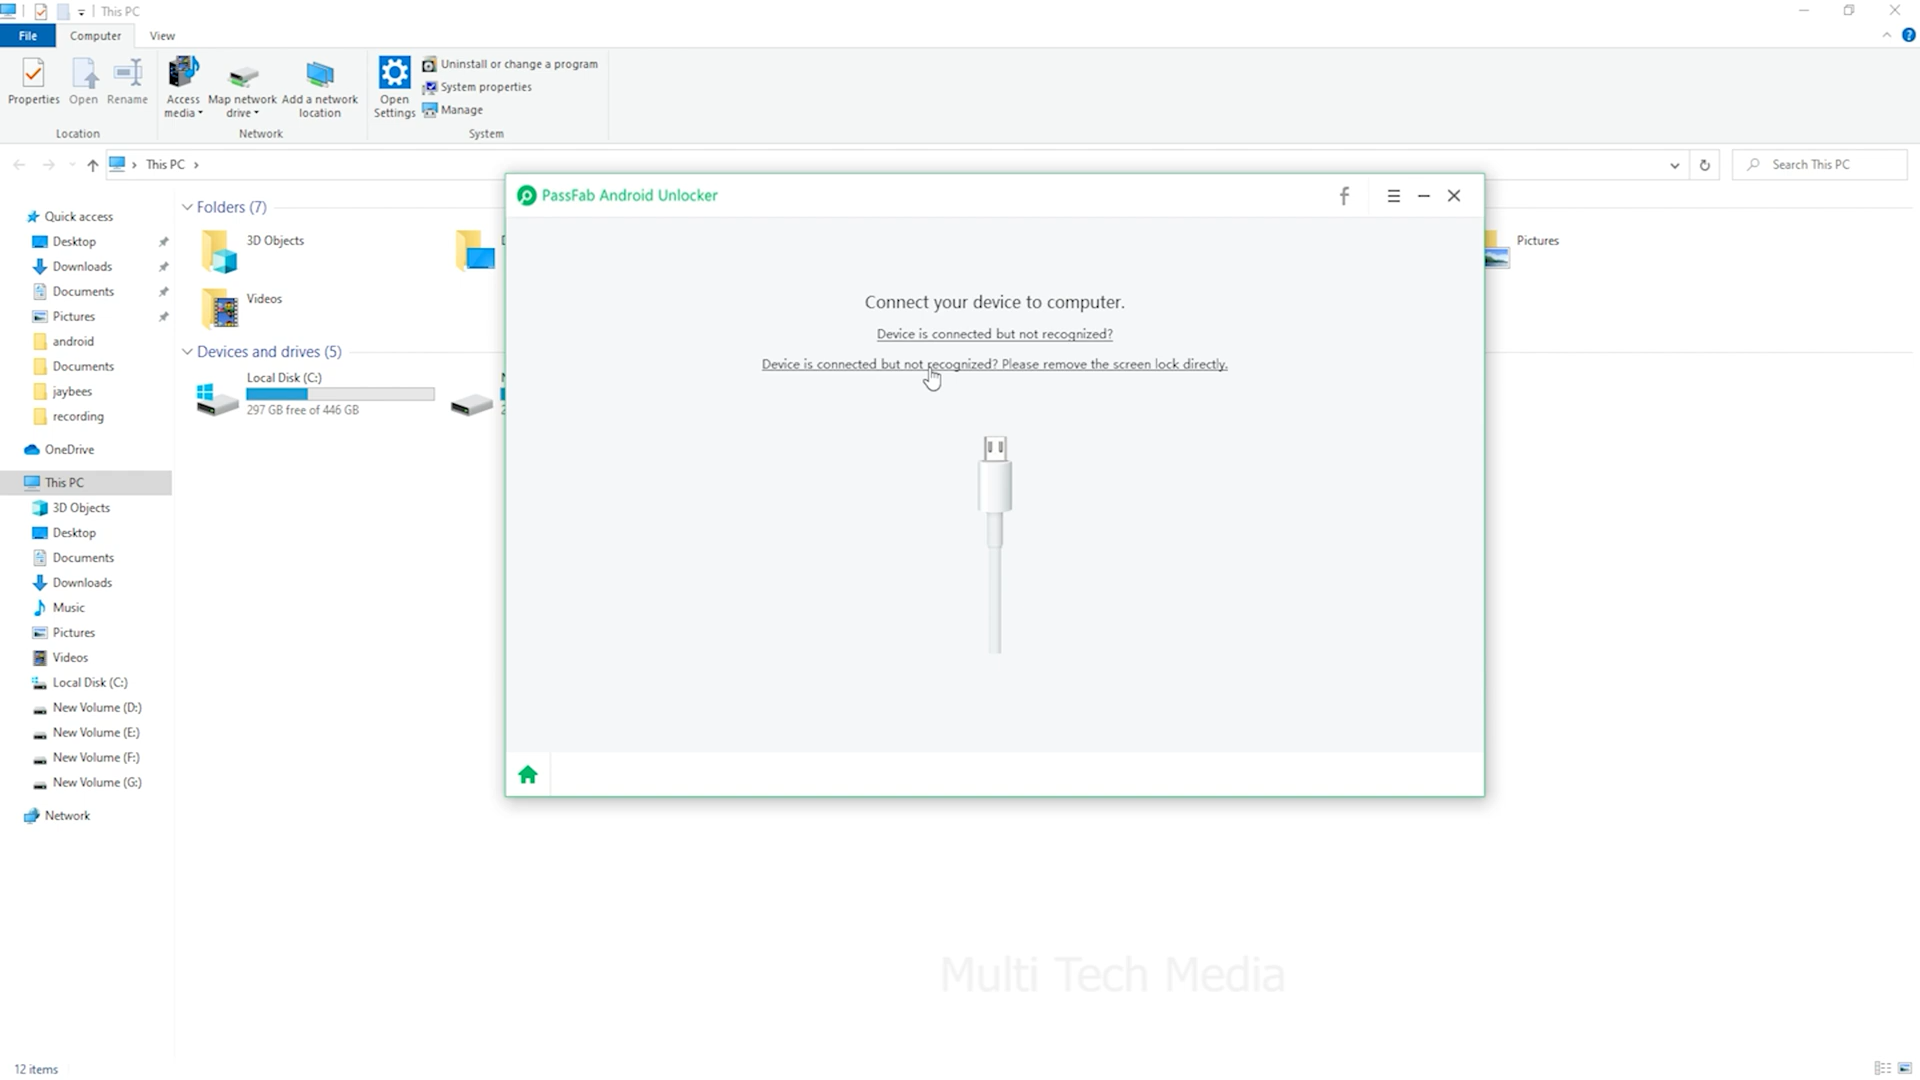 This PC
File
Computer
View
Properties
Open
Rename
Access media
Map network drive
Add a network location
Open Settings
Uninstall or change a program
System properties
Manage
Location
Network
System
This PC
Search This PC
Quick access
Desktop
Downloads
Documents
Pictures
android
Documents
jaybees
recording
OneDrive
This PC
3D Objects
Desktop
Documents
Downloads
Music
Pictures
Videos
Local Disk (C:)
New Volume (D:)
New Volume (E:)
New Volume (F:)
New Volume (G:)
Network
Folders (7)
3D Objects
Videos
Pictures
Devices and drives (5)
Local Disk (C:)
297 GB free of 446 GB
PassFab Android Unlocker
Connect your device to computer.
Device is connected but not recognized?
Device is connected but not recognized? Please remove the screen lock directly.
Multi Tech Media
12 items